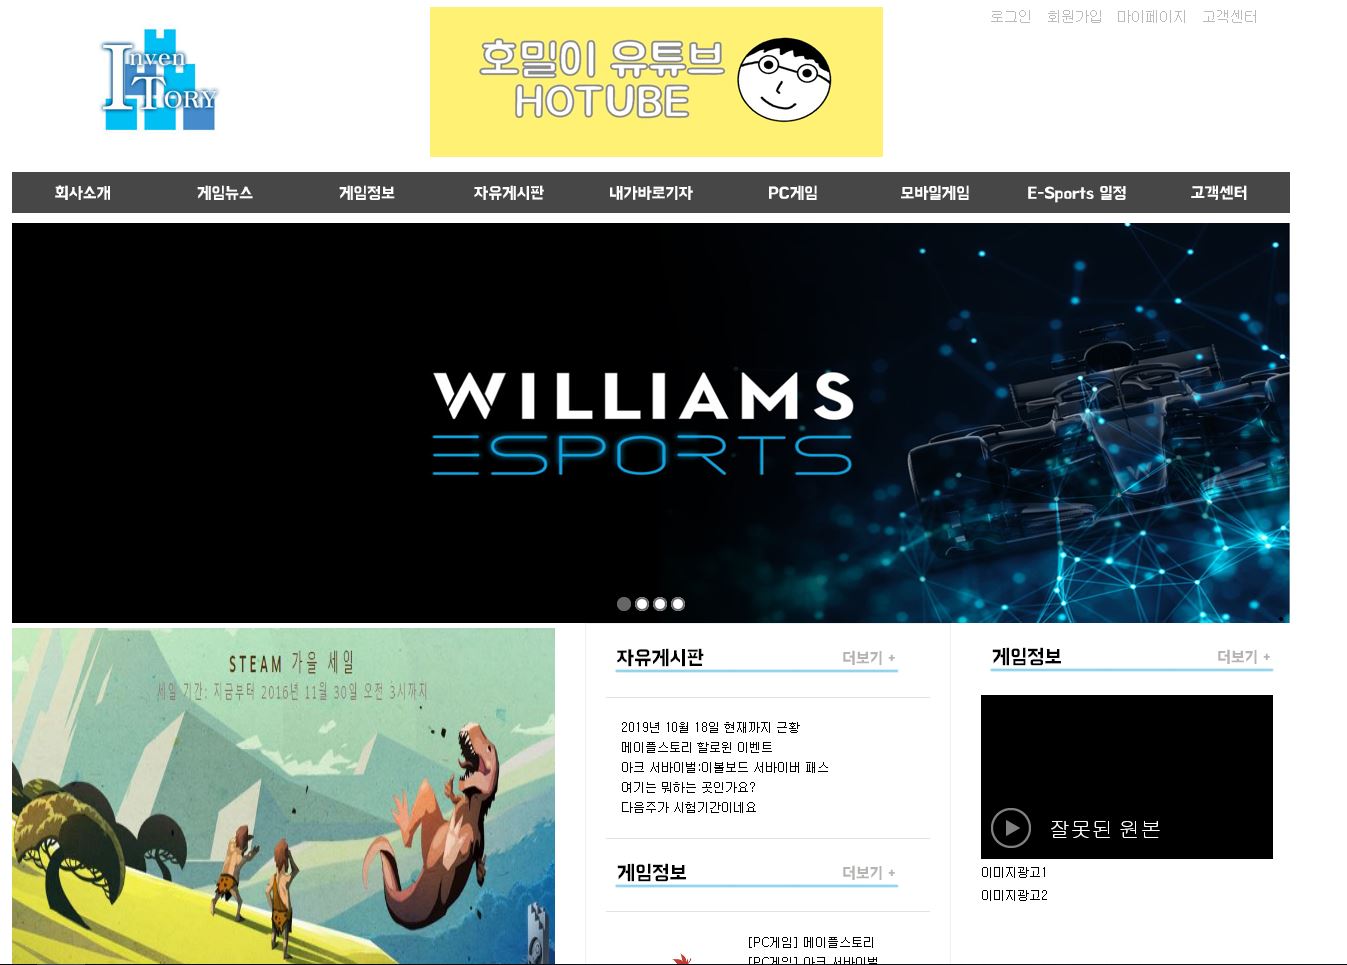 로그인 회원가입 마이페이지 고객센터
INVEN
TORY
호밀이 유튜브
HOTUBE
회사소개 게임뉴스 게임정보 자유게시판 내가바로기자 PC게임 모바일게임 E-Sports 일정 고객센터
WILLIAMS
ESPORTS
STEAM 가을 세일
세일 기간: 지금부터 2016년 11월 30일 오전 3시까지
자유게시판 더보기 +
2019년 10월 18일 현재까지 근황
메이플스토리 할로윈 이벤트
아크 서바이벌:이볼보드 서바이버 패스
여기는 뭐하는 곳인가요?
다음주가 시험기간이네요
게임정보 더보기 +
[PC게임] 메이플스토리
[PC게임] 아크 서바이벌
게임정보 더보기 +
잘못된 원본
이미지광고1
이미지광고2